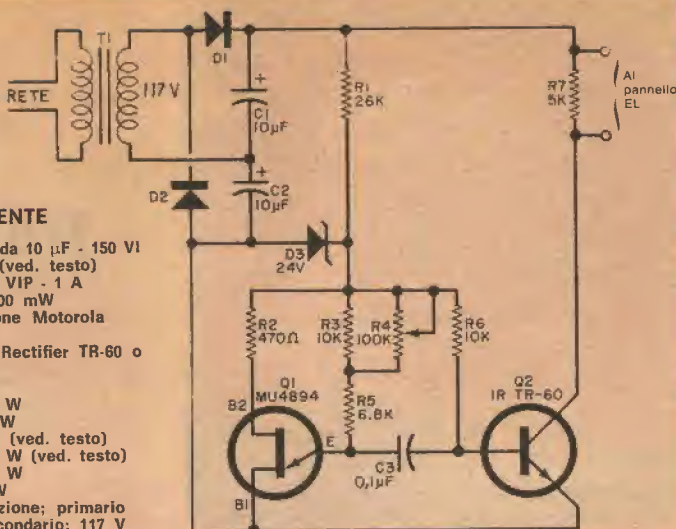 T1
RETE
117 V
D1
+
C1
10µF
R1
26K
R7
5K
Al
pannello
EL
+
C2
10µF
D2
D3
24V
R2
470Ω
R3
10K
R4
100K
R6
10K
Q1
MU4894
B2
R5
6.8K
E
B1
C3
0,1µF
Q2
IR TR-60
ENTE
da 10 µF - 150 Vl
(ved. testo)
VIP - 1 A
00 mW
one Motorola
Rectifier TR-60 o
W
W
(ved. testo)
W (ved. testo)
W
W
zione; primario
condario: 117 V